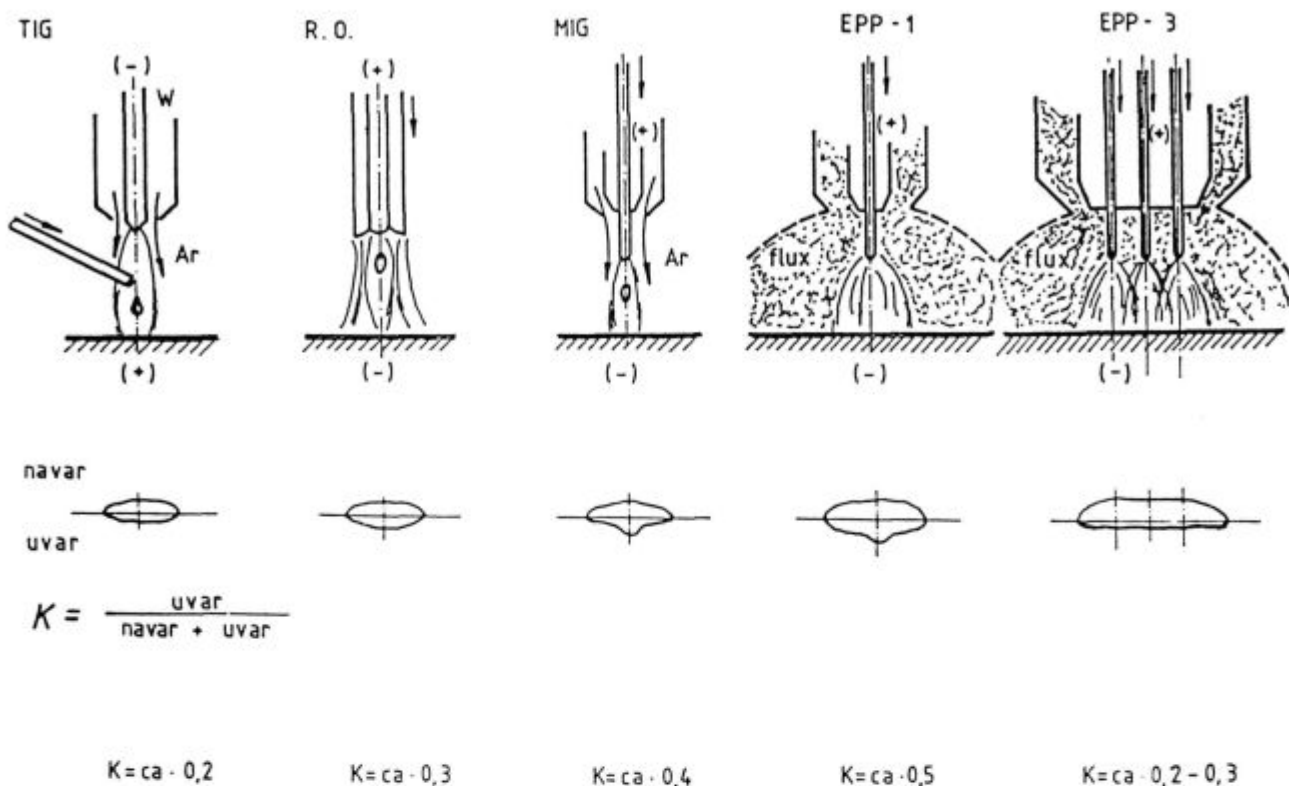 TIG R. O. MIG EPP - 1 EPP - 3
(-) (+)
W
(+) (+) (+)
Ar Ar flux flux
(+) (-) (-) (-) (-)
navar
uvar
K = uvar
navar + uvar
K = ca · 0,2 K = ca · 0,3 K = ca · 0,4 K = ca · 0,5 K = ca · 0,2 - 0,3